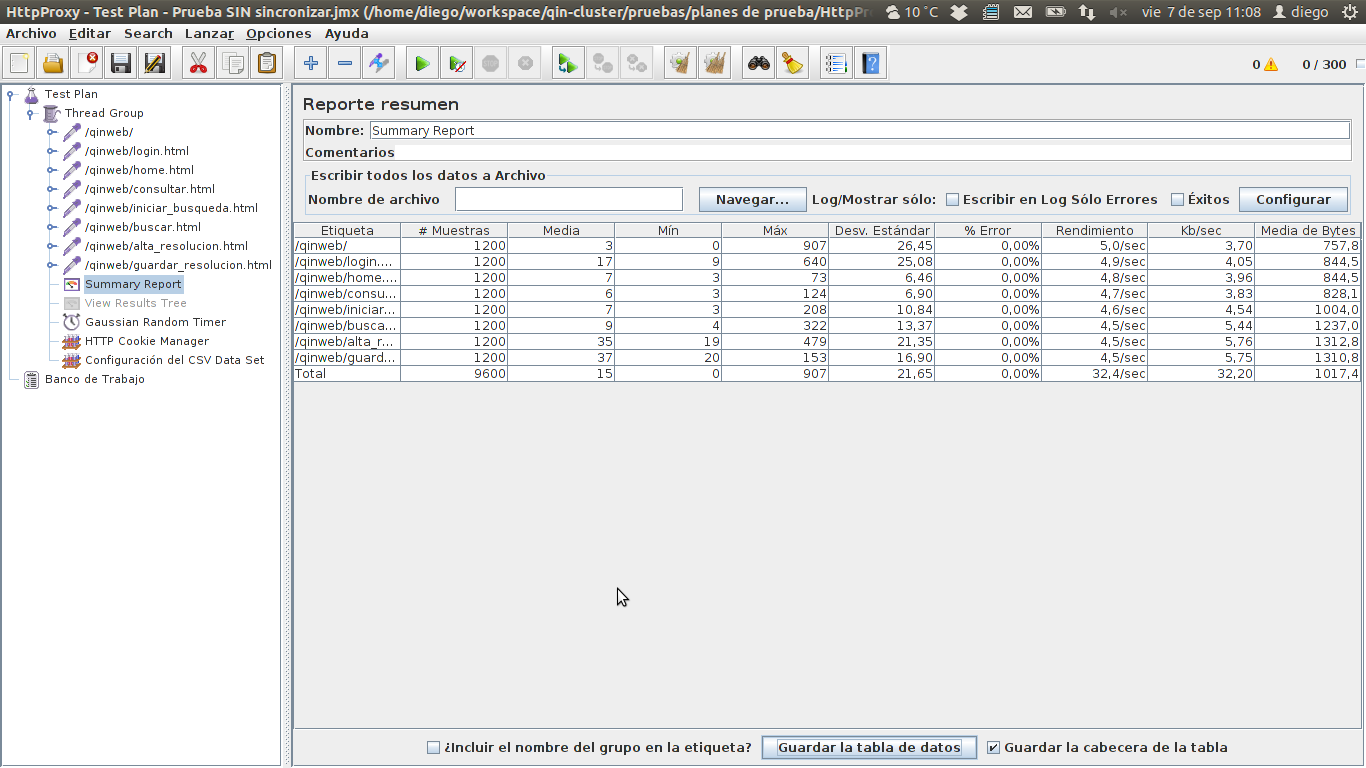 HttpProxy - Test Plan - Prueba SIN sincronizar.jmx (/home/diego/workspace/qin-cluster/pruebas/planes de prueba/HttpPr 10 °C vie 7 de sep 11:08 diego
Archivo Editar Search Lanzar Opciones Ayuda
0 0 / 300
Test Plan
Thread Group
/qinweb/
/qinweb/login.html
/qinweb/home.html
/qinweb/consultar.html
/qinweb/iniciar_busqueda.html
/qinweb/buscar.html
/qinweb/alta_resolucion.html
/qinweb/guardar_resolucion.html
Summary Report
View Results Tree
Gaussian Random Timer
HTTP Cookie Manager
Configuración del CSV Data Set
Banco de Trabajo
Reporte resumen
Nombre: Summary Report
Comentarios
Escribir todos los datos a Archivo
Nombre de archivo Navegar... Log/Mostrar sólo: Escribir en Log Sólo Errores Éxitos Configurar
Etiqueta # Muestras Media Mín Máx Desv. Estándar % Error Rendimiento Kb/sec Media de Bytes
/qinweb/ 1200 3 0 907 26,45 0,00% 5,0/sec 3,70 757,8
/qinweb/login.... 1200 17 9 640 25,08 0,00% 4,9/sec 4,05 844,5
/qinweb/home.... 1200 7 3 73 6,46 0,00% 4,8/sec 3,96 844,5
/qinweb/consu... 1200 6 3 124 6,90 0,00% 4,7/sec 3,83 828,1
/qinweb/iniciar... 1200 7 3 208 10,84 0,00% 4,6/sec 4,54 1004,0
/qinweb/busca... 1200 9 4 322 13,37 0,00% 4,5/sec 5,44 1237,0
/qinweb/alta_r... 1200 35 19 479 21,35 0,00% 4,5/sec 5,76 1312,8
/qinweb/guard... 1200 37 20 153 16,90 0,00% 4,5/sec 5,75 1310,8
Total 9600 15 0 907 21,65 0,00% 32,4/sec 32,20 1017,4
¿Incluir el nombre del grupo en la etiqueta? Guardar la tabla de datos Guardar la cabecera de la tabla